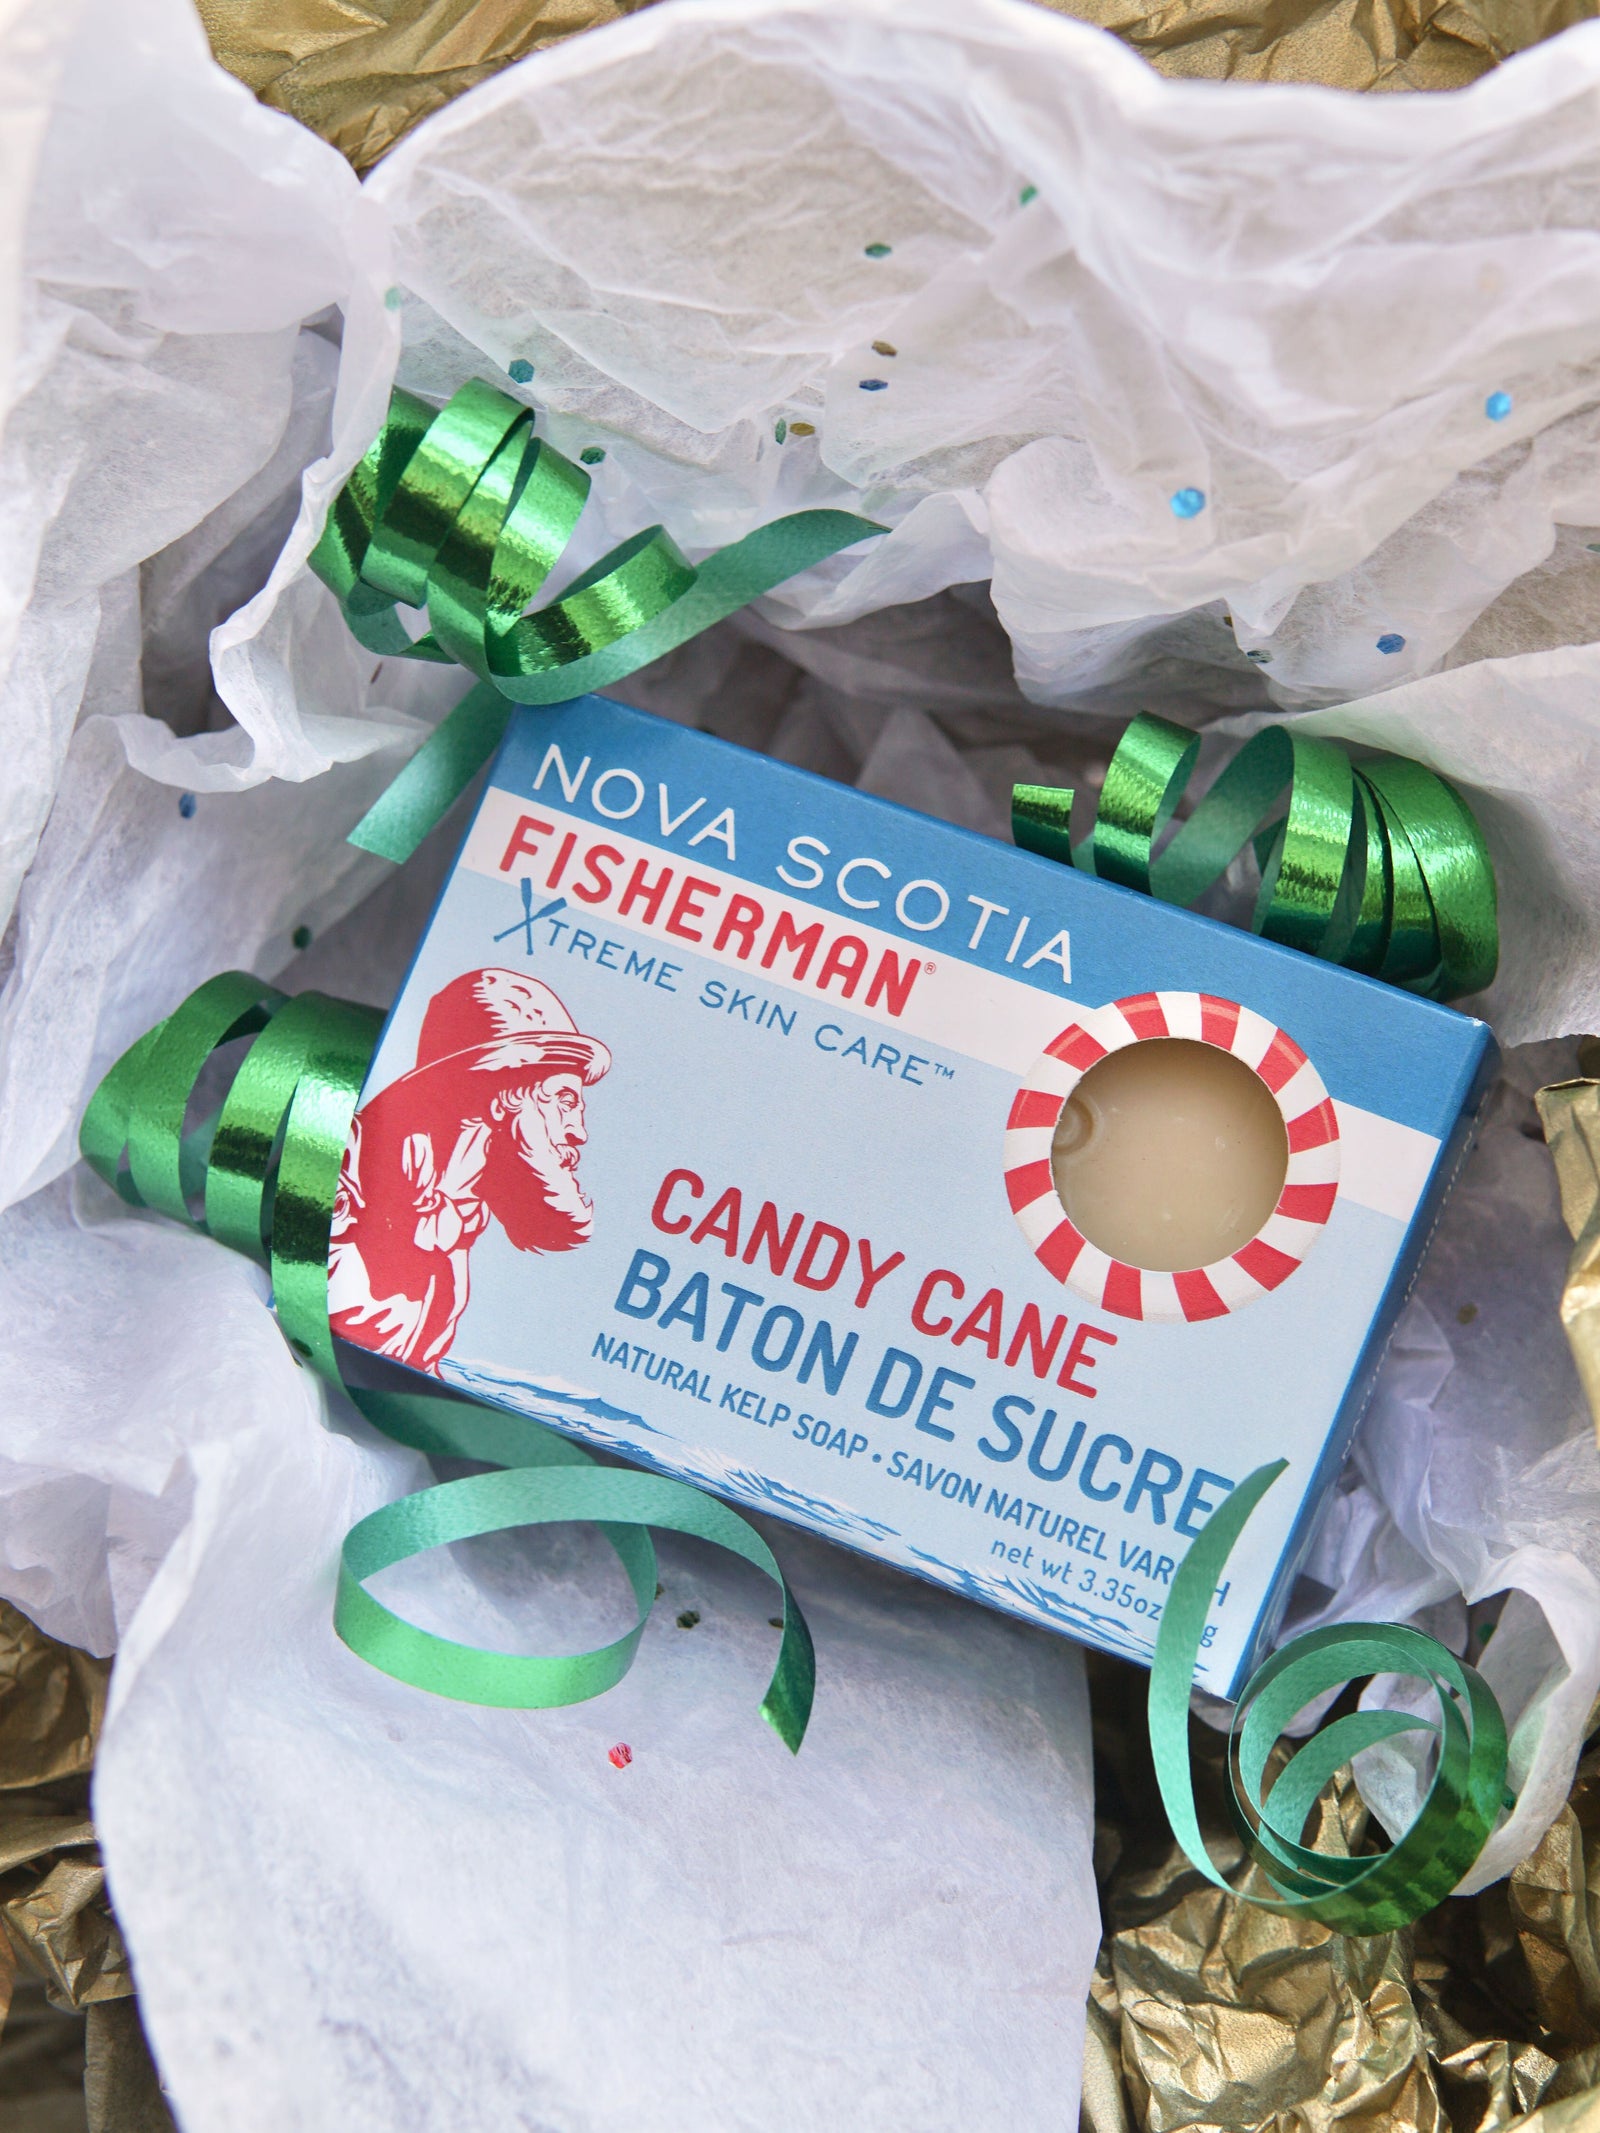 NOVA SCOTIA
FISHERMAN®
XTREME SKIN CARE™
CANDY CANE
BATON DE SUCRE
NATURAL KELP SOAP • SAVON NATUREL
net wt 3.35oz